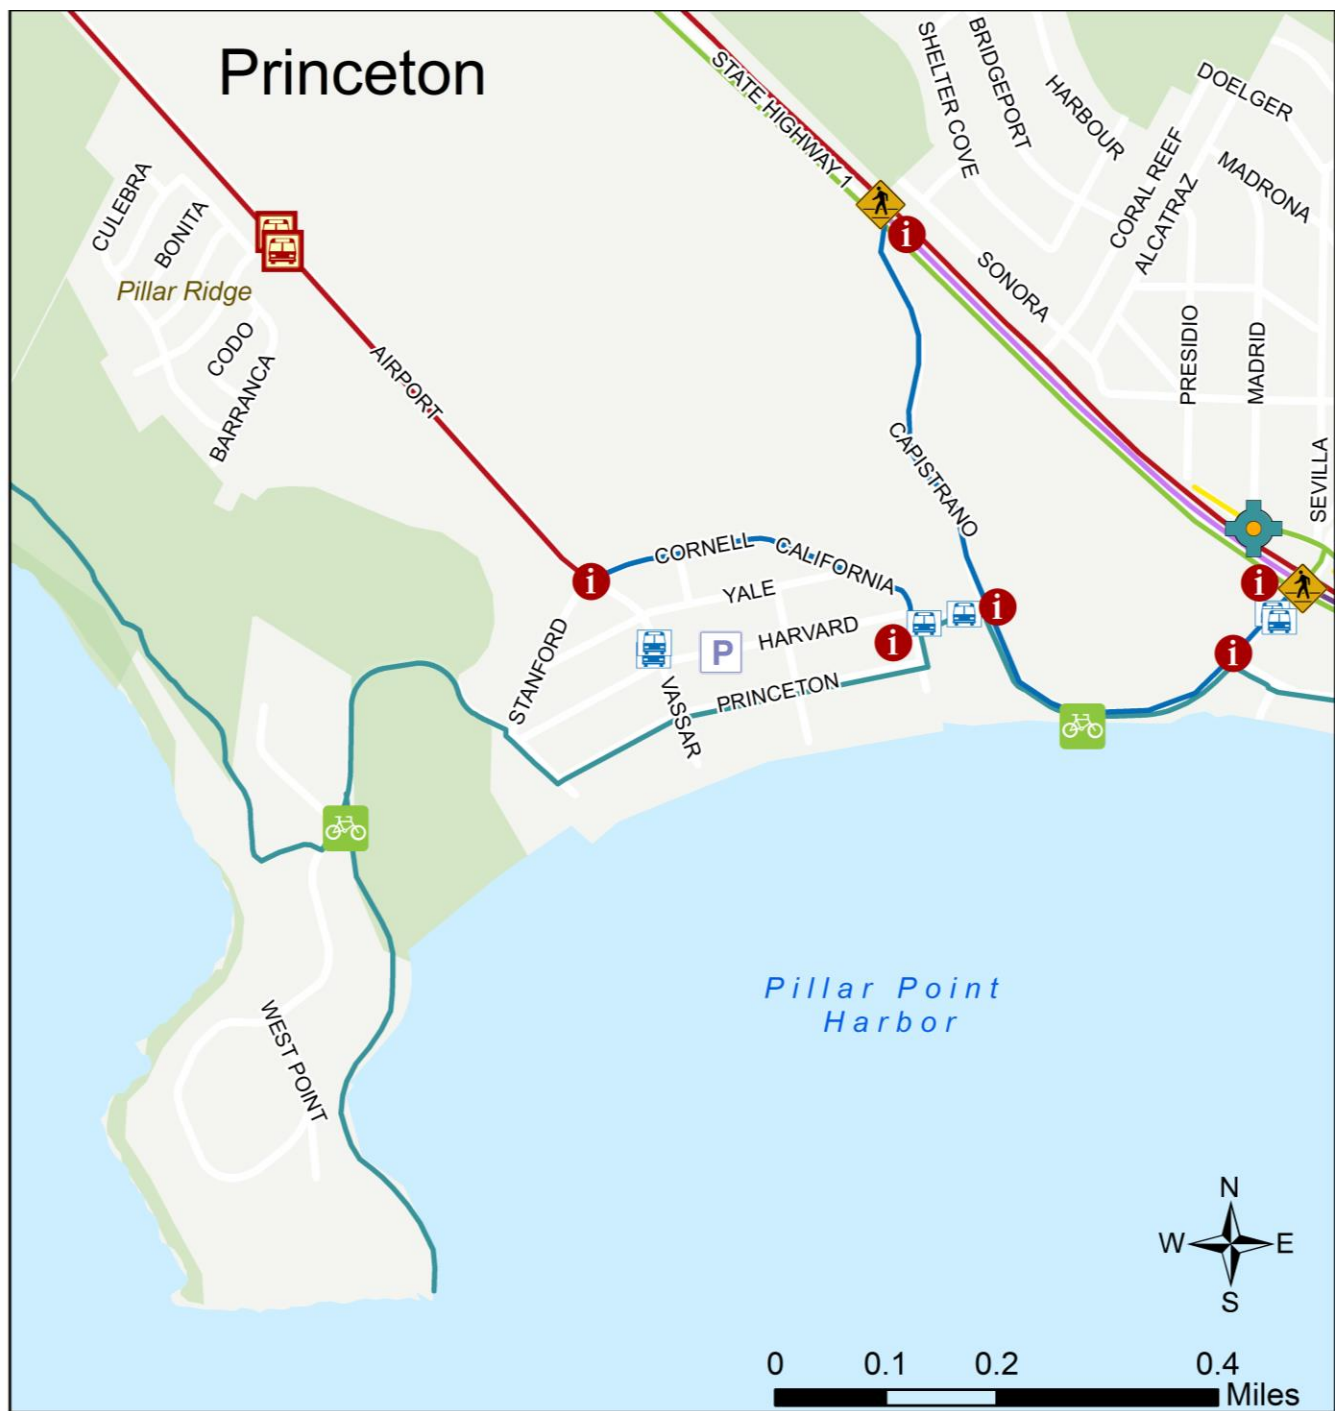 Princeton
STATE HIGHWAY 1
SHELTER COVE
BRIDGEPORT
HARBOUR
DOELGER
CORAL REEF
ALCATRAZ
MADRONA
CULEBRA
BONITA
Pillar Ridge
CODO
BARRANCA
AIRPORT
SONORA
PRESIDIO
MADRID
SEVILLA
CAPISTRANO
CORNELL
CALIFORNIA
YALE
HARVARD
STANFORD
VASSAR
PRINCETON
P
i
i
i
i
i
i
WEST POINT
Pillar Point
Harbor
N
W
E
S
0 0.1 0.2 0.4
Miles